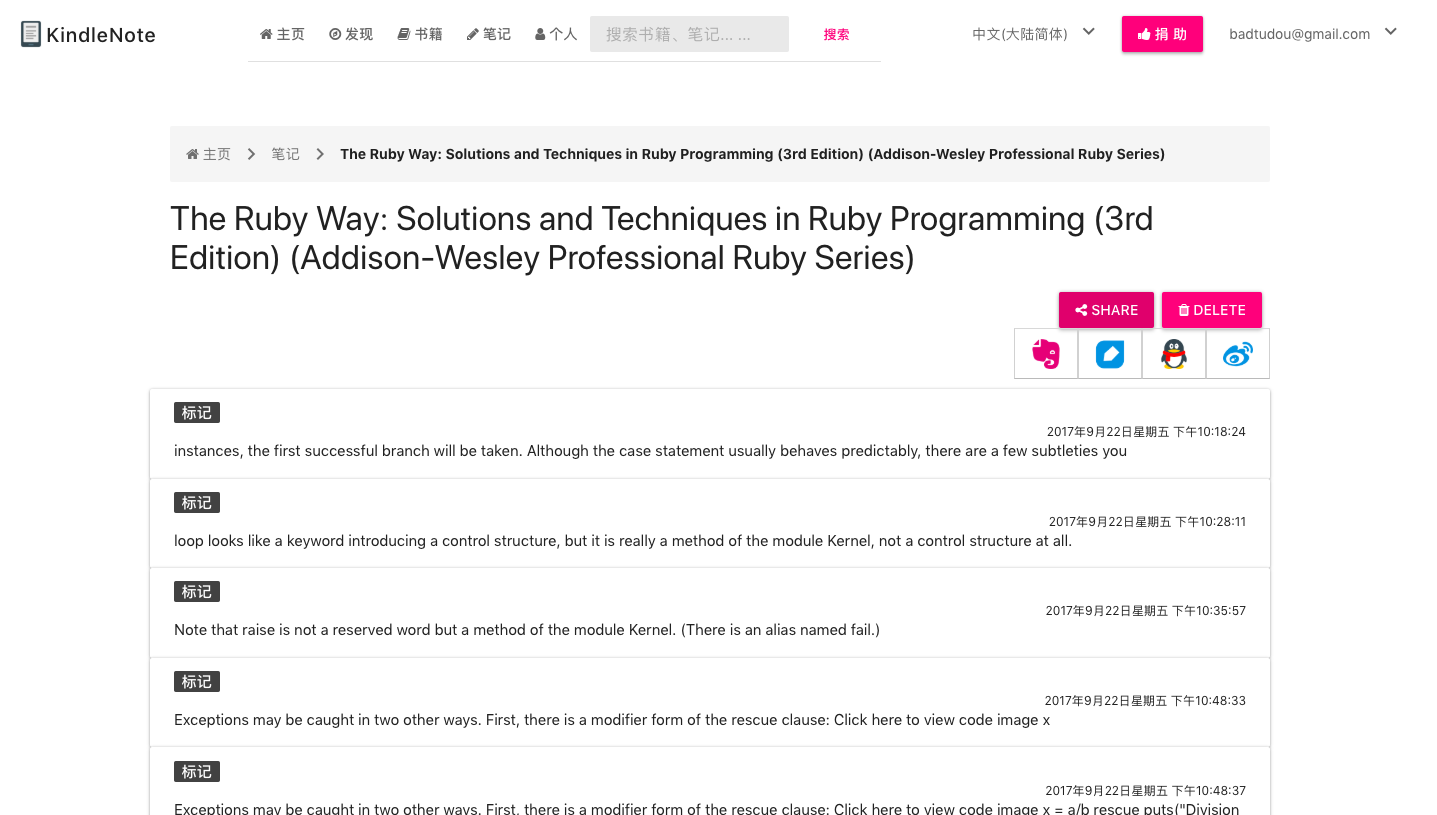 KindleNote
主页 发现 书籍 笔记 个人 搜索书籍、笔记... ... 搜索 中文(大陆简体) 捐 助 badtudou@gmail.com
主页 笔记 The Ruby Way: Solutions and Techniques in Ruby Programming (3rd Edition) (Addison-Wesley Professional Ruby Series)
The Ruby Way: Solutions and Techniques in Ruby Programming (3rd
Edition) (Addison-Wesley Professional Ruby Series)
SHARE DELETE
标记
2017年9月22日星期五 下午10:18:24
instances, the first successful branch will be taken. Although the case statement usually behaves predictably, there are a few subtleties you
标记
2017年9月22日星期五 下午10:28:11
loop looks like a keyword introducing a control structure, but it is really a method of the module Kernel, not a control structure at all.
标记
2017年9月22日星期五 下午10:35:57
Note that raise is not a reserved word but a method of the module Kernel. (There is an alias named fail.)
标记
2017年9月22日星期五 下午10:48:33
Exceptions may be caught in two other ways. First, there is a modifier form of the rescue clause: Click here to view code image x
标记
2017年9月22日星期五 下午10:48:37
Exceptions may be caught in two other ways. First, there is a modifier form of the rescue clause: Click here to view code image x = a/b rescue puts("Division